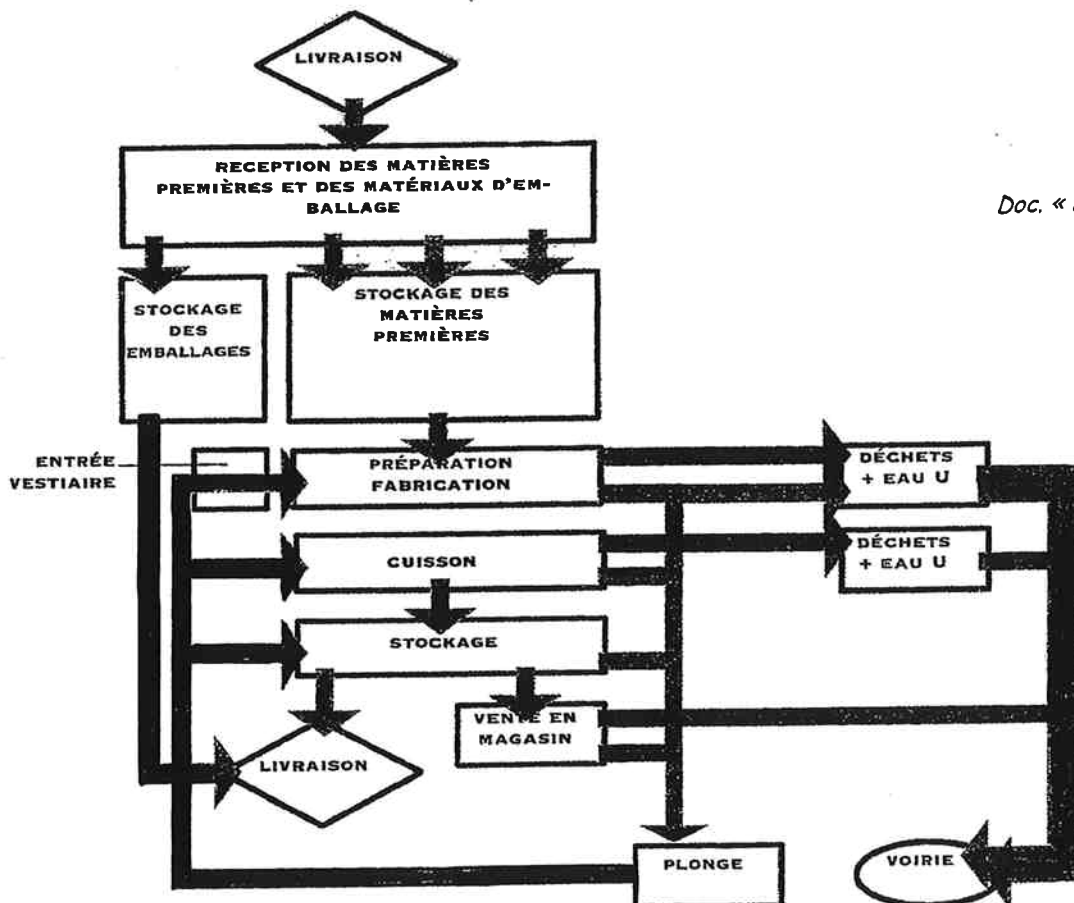 LIVRAISON
RECEPTION DES MATIÈRES
PREMIÈRES ET DES MATÉRIAUX D'EM-
BALLAGE
Doc. «
STOCKAGE
DES
EMBALLAGES
STOCKAGE DES
MATIÈRES
PREMIÈRES
ENTRÉE
VESTIAIRE
PRÉPARATION
FABRICATION
DÉCHETS
+ EAU U
CUISSON
DÉCHETS
+ EAU U
STOCKAGE
VENTE EN
MAGASIN
LIVRAISON
PLONGE
VOIRIE